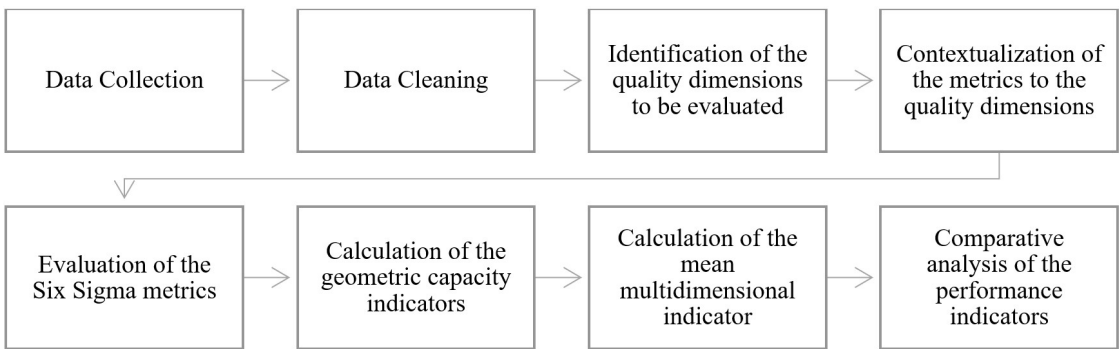 Data Collection
Data Cleaning
Identification of the
quality dimensions
to be evaluated
Contextualization of
the metrics to the
quality dimensions
Evaluation of the
Six Sigma metrics
Calculation of the
geometric capacity
indicators
Calculation of the
mean
multidimensional
indicator
Comparative
analysis of the
performance
indicators